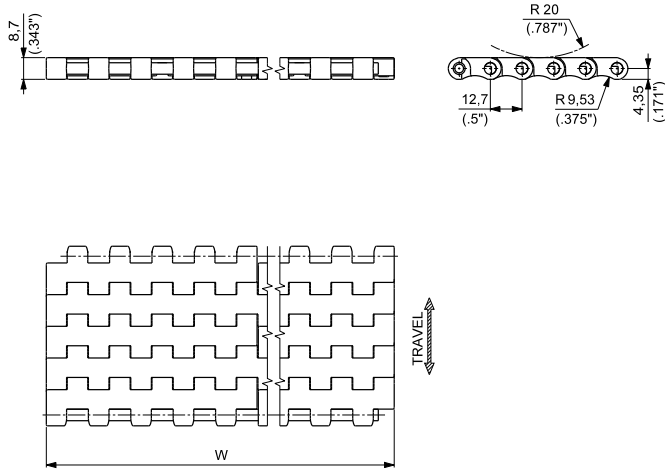 8,7
(.343")
R 20
(.787")
12,7
(.5")
R 9,53
(.375")
4,35
(.171")
TRAVEL
W